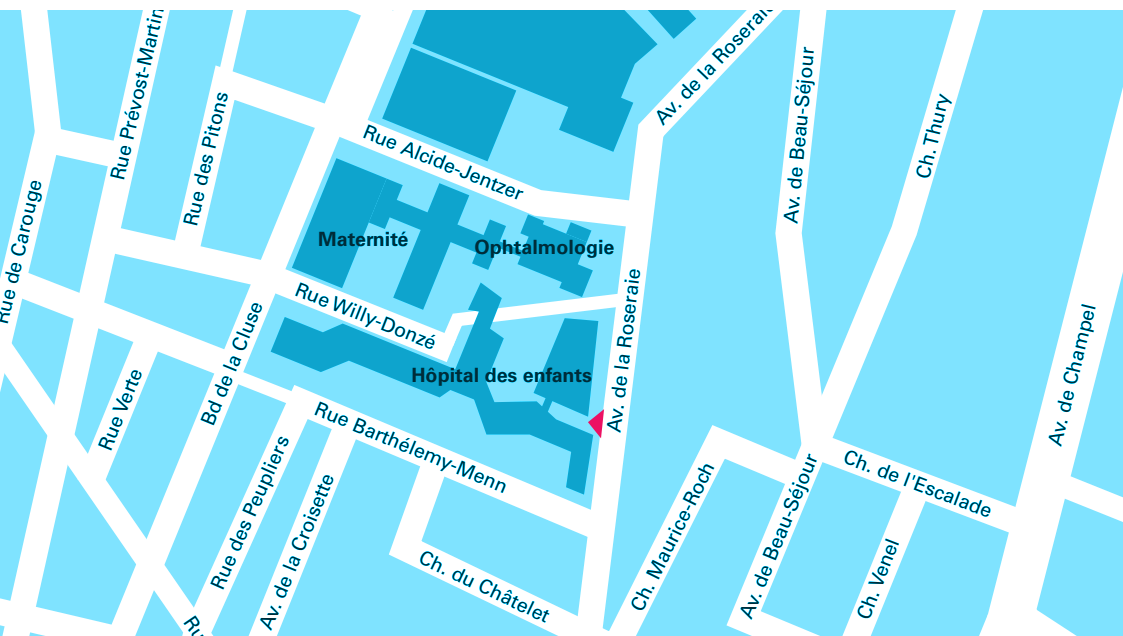 Rue Prévost-Martin
Av. de la Roseraie
Av. de Beau-Séjour
Ch. Thury
Rue des Pitons
Rue Alcide-Jentzer
Rue de Carouge
Maternité
Ophtalmologie
Rue Willy-Donzé
Av. de la Roseraie
Bd de la Cluse
Av. de Champel
Rue Verte
Hôpital des enfants
Rue Barthélemy-Menn
Ch. de l'Escalade
Rue des Peupliers
Av. de la Croisette
Ch. Maurice-Roch
Av. de Beau-Séjour
Ch. Venel
Ch. du Châtelet